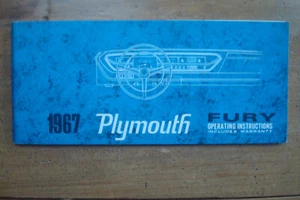 1967 Plymouth FURY
OPERATING INSTRUCTIONS
INCLUDES WARRANTY